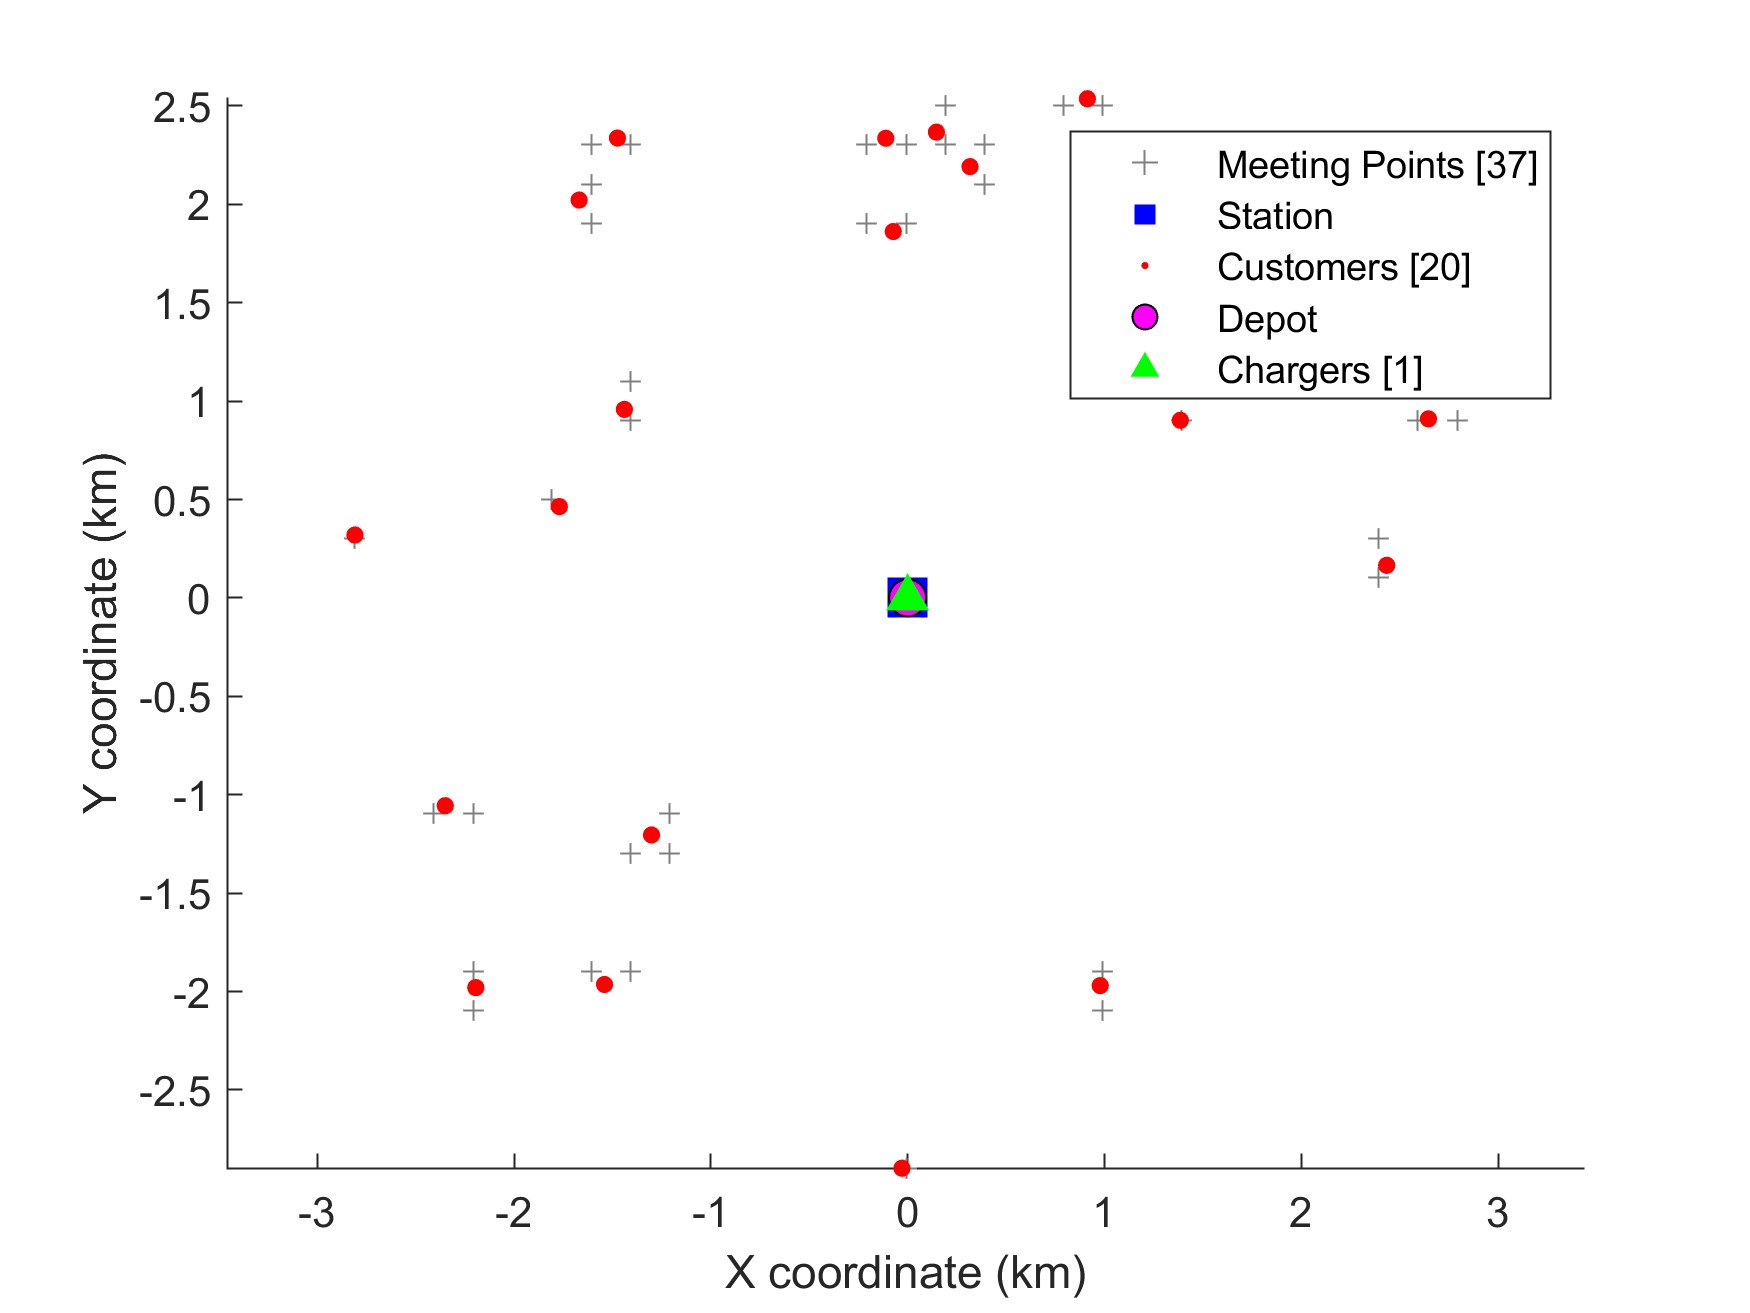 2.5
2
1.5
1
0.5
0
-0.5
-1
-1.5
-2
-2.5
Y coordinate (km)
Meeting Points [37]
Station
Customers [20]
Depot
Chargers [1]
-3 -2 -1 0 1 2 3
X coordinate (km)